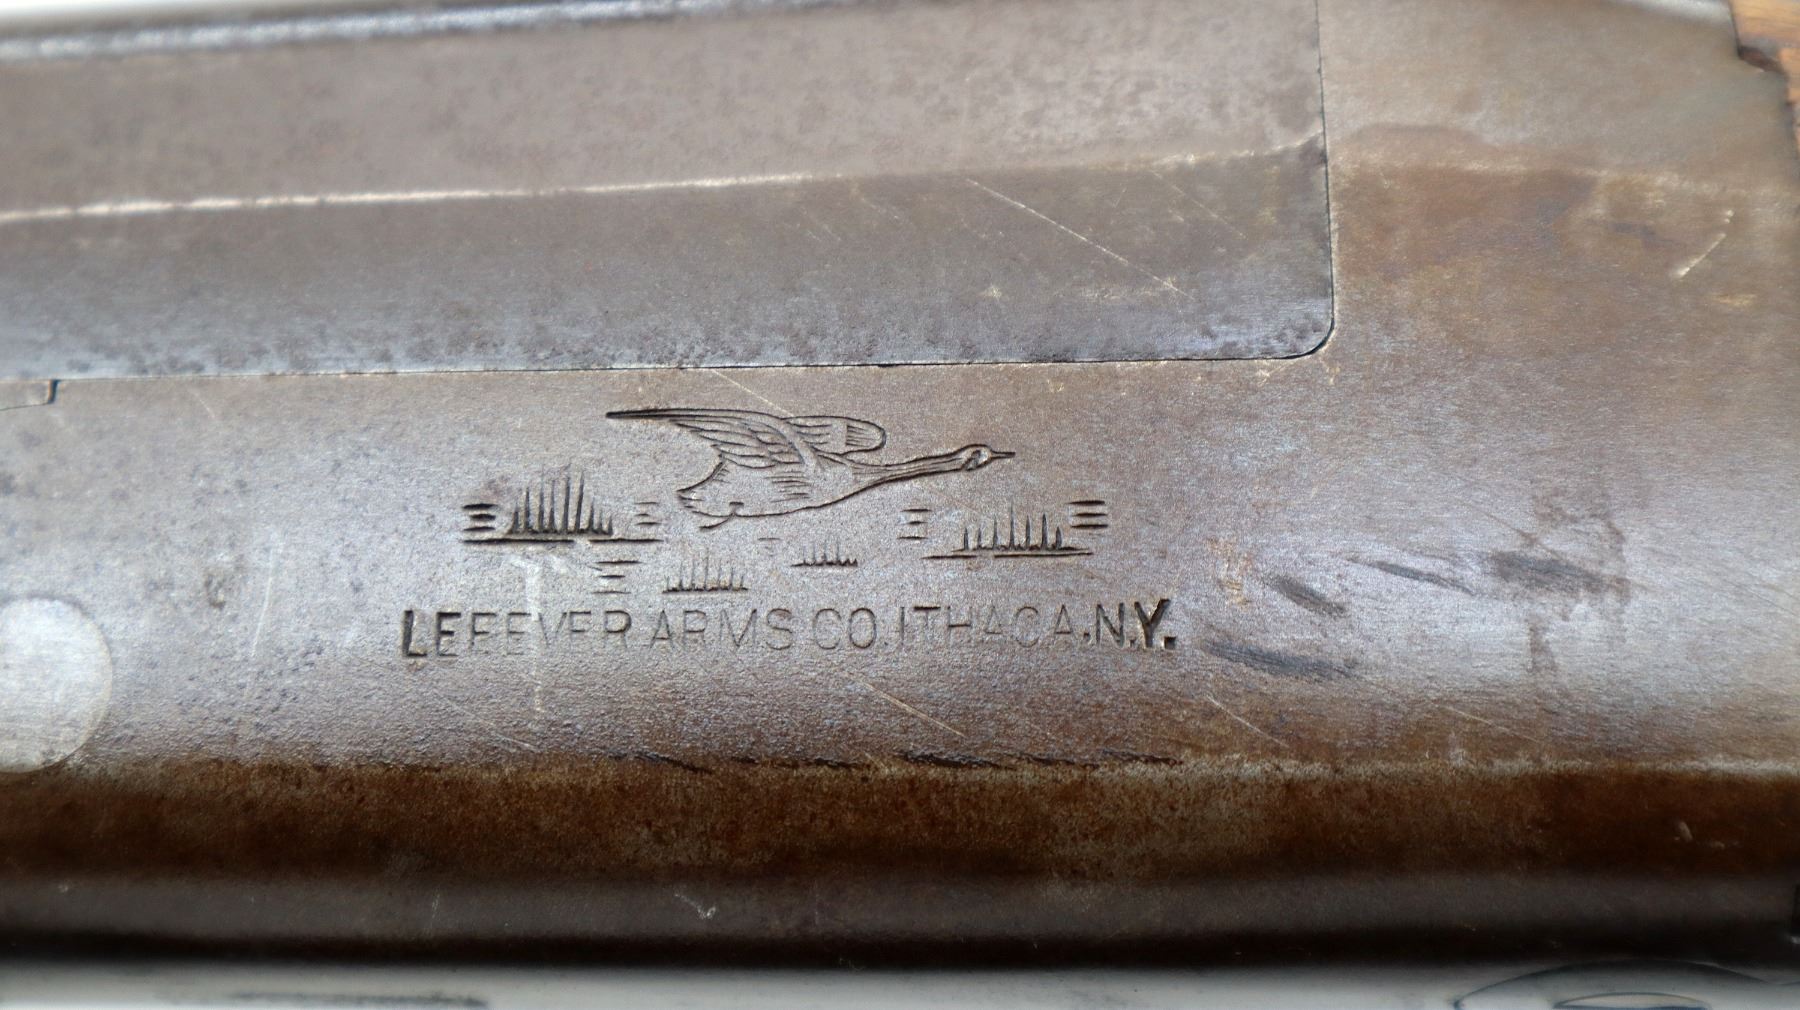 LEFEVER ARMS CO. ITHACA, N.Y.